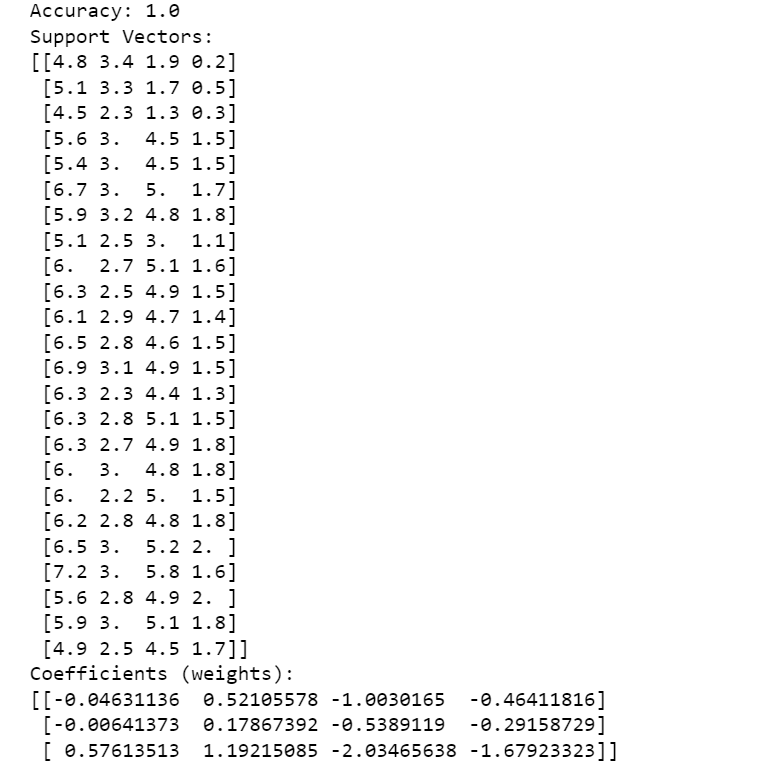 Accuracy: 1.0
Support Vectors:
[[4.8 3.4 1.9 0.2]
 [5.1 3.3 1.7 0.5]
 [4.5 2.3 1.3 0.3]
 [5.6 3.  4.5 1.5]
 [5.4 3.  4.5 1.5]
 [6.7 3.  5.  1.7]
 [5.9 3.2 4.8 1.8]
 [5.1 2.5 3.  1.1]
 [6.  2.7 5.1 1.6]
 [6.3 2.5 4.9 1.5]
 [6.1 2.9 4.7 1.4]
 [6.5 2.8 4.6 1.5]
 [6.9 3.1 4.9 1.5]
 [6.3 2.3 4.4 1.3]
 [6.3 2.8 5.1 1.5]
 [6.3 2.7 4.9 1.8]
 [6.  3.  4.8 1.8]
 [6.  2.2 5.  1.5]
 [6.2 2.8 4.8 1.8]
 [6.5 3.  5.2 2. ]
 [7.2 3.  5.8 1.6]
 [5.6 2.8 4.9 2. ]
 [5.9 3.  5.1 1.8]
 [4.9 2.5 4.5 1.7]]
Coefficients (weights):
[[-0.04631136  0.52105578 -1.0030165  -0.46411816]
 [-0.00641373  0.17867392 -0.5389119  -0.29158729]
 [ 0.57613513  1.19215085 -2.03465638 -1.67923323]]